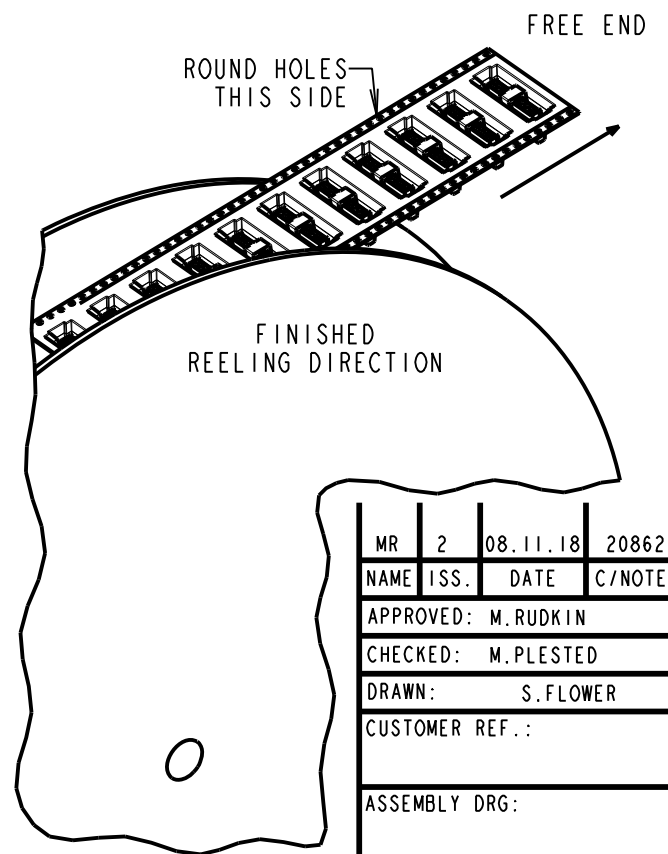 FREE END
ROUND HOLES
THIS SIDE
FINISHED
REELING DIRECTION
MR 2 08.11.18 20862
NAME ISS. DATE C/NOTE
APPROVED: M.RUDKIN
CHECKED: M.PLESTED
DRAWN: S.FLOWER
CUSTOMER REF.:
ASSEMBLY DRG: